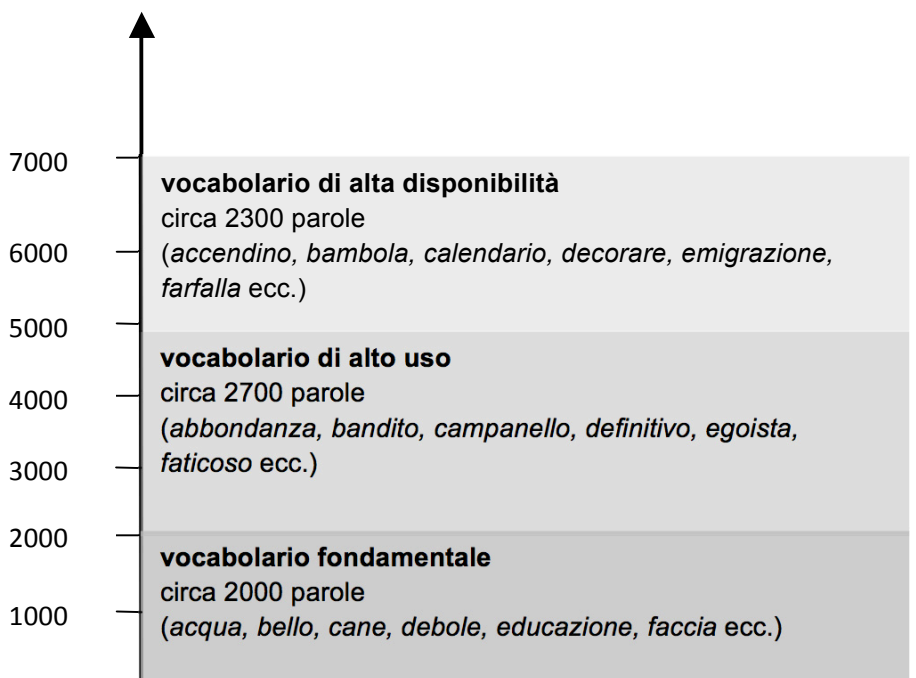 7000
vocabolario di alta disponibilità
circa 2300 parole
6000
(accendino, bambola, calendario, decorare, emigrazione,
farfalla ecc.)
5000
vocabolario di alto uso
circa 2700 parole
4000
(abbondanza, bandito, campanello, definitivo, egoista,
faticoso ecc.)
3000
2000
vocabolario fondamentale
circa 2000 parole
1000
(acqua, bello, cane, debole, educazione, faccia ecc.)